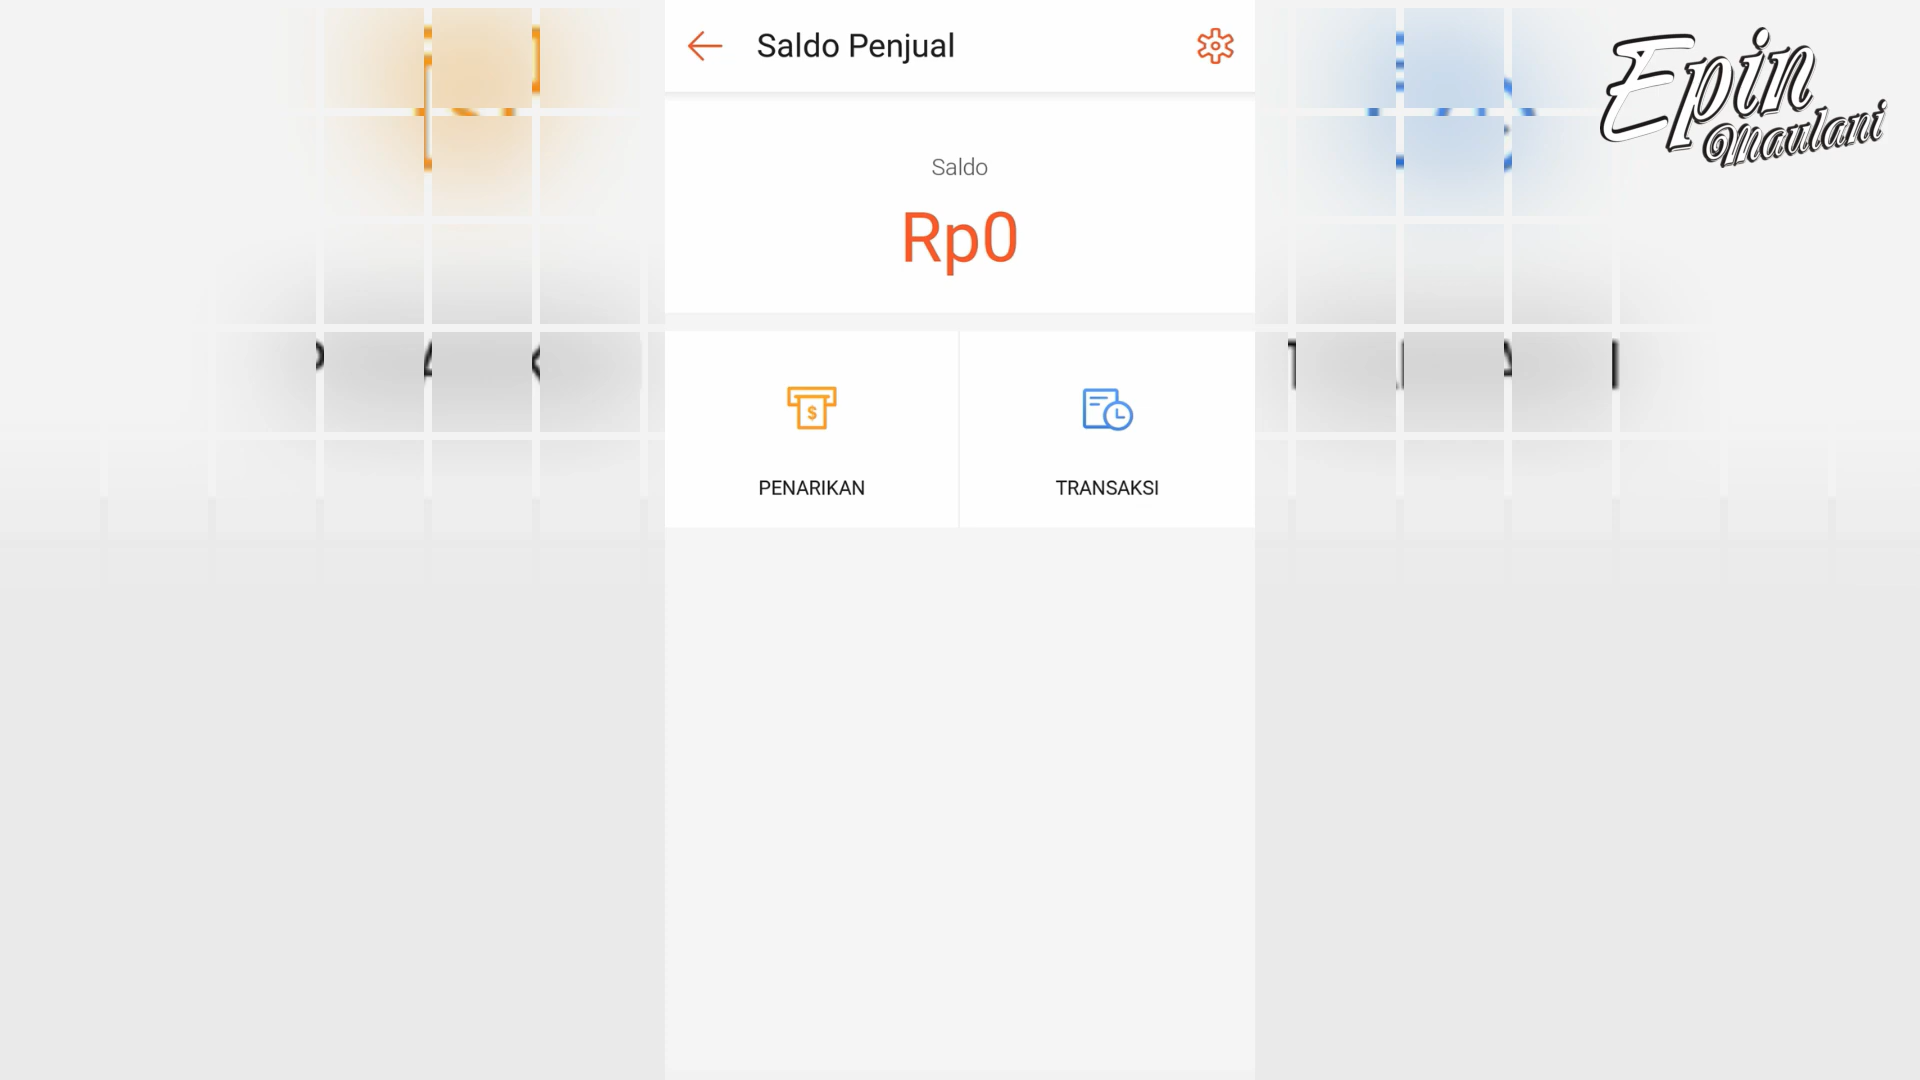 Saldo Penjual
Epin
Maulani
Saldo
Rp0
$
PENARIKAN
TRANSAKSI